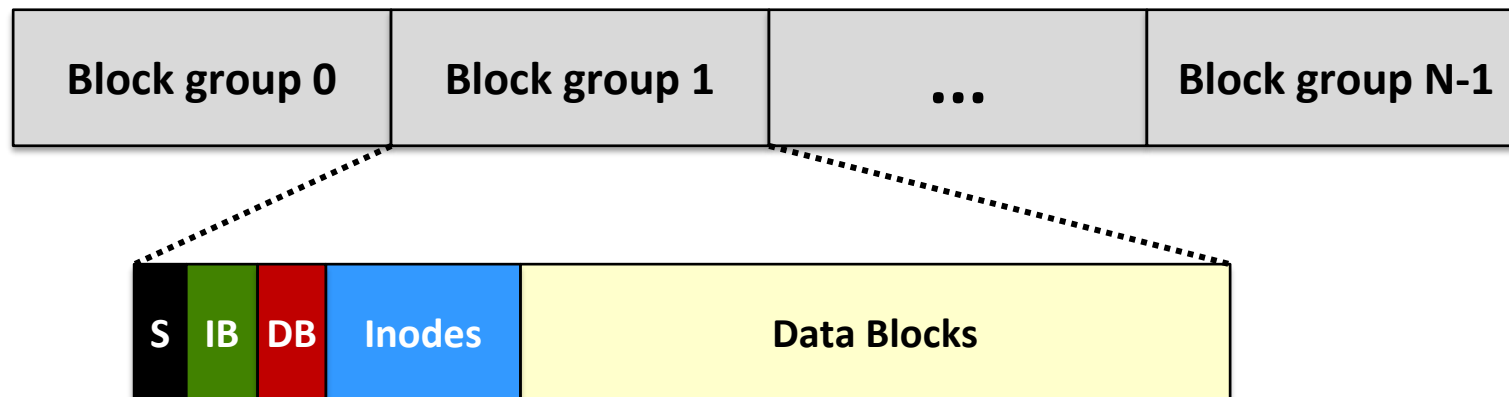 Block group 0
Block group 1
...
Block group N-1
S
IB
DB
Inodes
Data Blocks